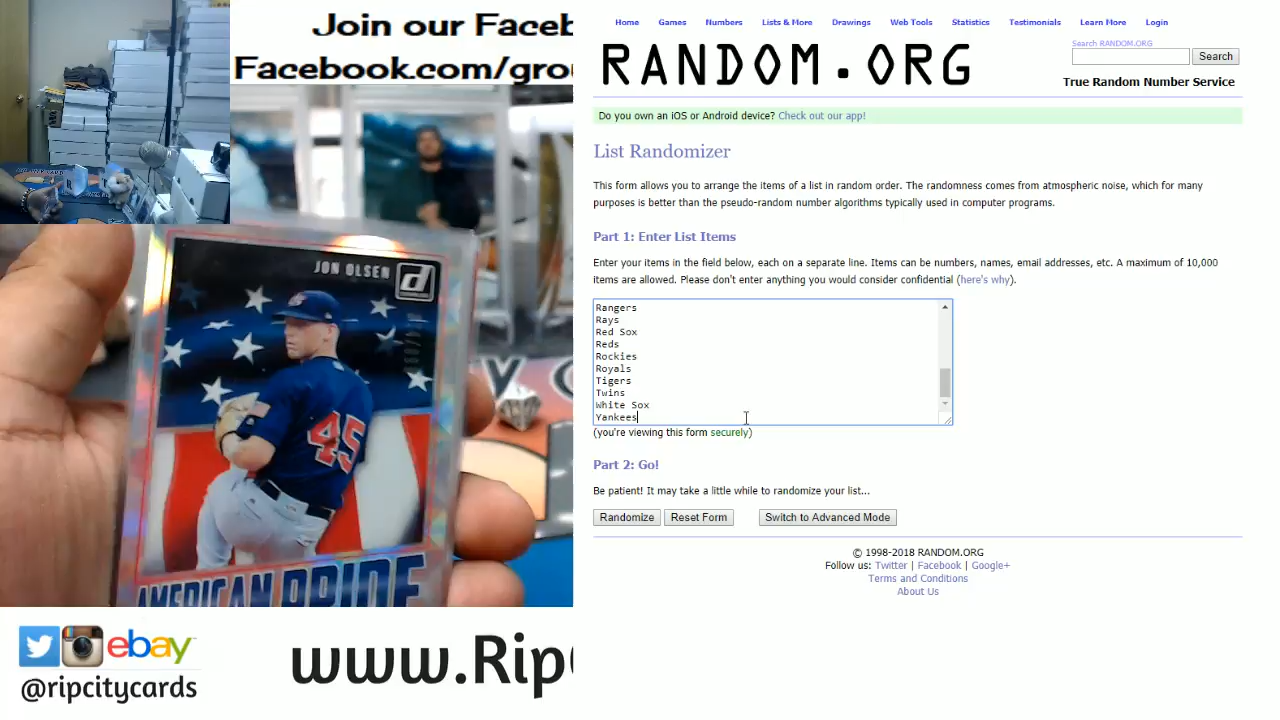 Join our Faceb
Facebook.com/grou
JON OLSEN
45
AMERICAN PRIDE
ebay
@ripcitycards
www.Rip
Home Games Numbers Lists & More Drawings Web Tools Statistics Testimonials Learn More Login
RANDOM.ORG
Search RANDOM.ORG
Search
True Random Number Service
Do you own an iOS or Android device? Check out our app!
List Randomizer
This form allows you to arrange the items of a list in random order. The randomness comes from atmospheric noise, which for many
purposes is better than the pseudo-random number algorithms typically used in computer programs.
Part 1: Enter List Items
Enter your items in the field below, each on a separate line. Items can be numbers, names, email addresses, etc. A maximum of 10,000
items are allowed. Please don't enter anything you would consider confidential (here's why).
Rangers
Rays
Red Sox
Reds
Rockies
Royals
Tigers
Twins
White Sox
Yankees
(you're viewing this form securely)
Part 2: Go!
Be patient! It may take a little while to randomize your list...
Randomize Reset Form Switch to Advanced Mode
© 1998-2018 RANDOM.ORG
Follow us: Twitter | Facebook | Google+
Terms and Conditions
About Us